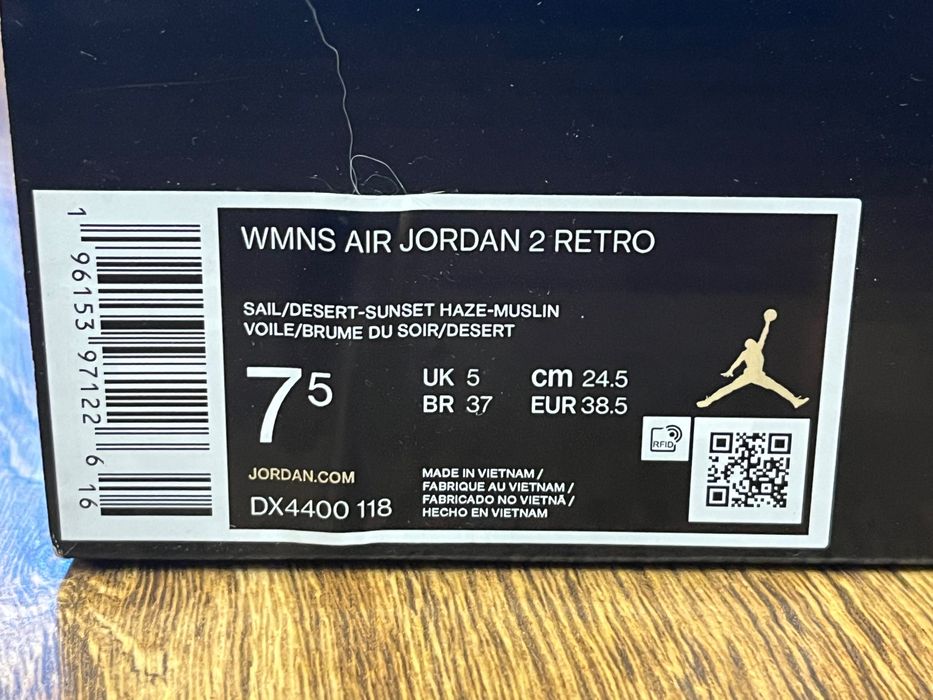 WMNS AIR JORDAN 2 RETRO
SAIL/DESERT-SUNSET HAZE-MUSLIN
VOILE/BRUME DU SOIR/DESERT
7 5
UK 5 cm 24.5
BR 37 EUR 38.5
RFID
JORDAN.COM
DX4400 118
MADE IN VIETNAM /
FABRIQUE AU VIETNAM /
FABRICADO NO VIETNÃ /
HECHO EN VIETNAM
1 96153 97122 6 16